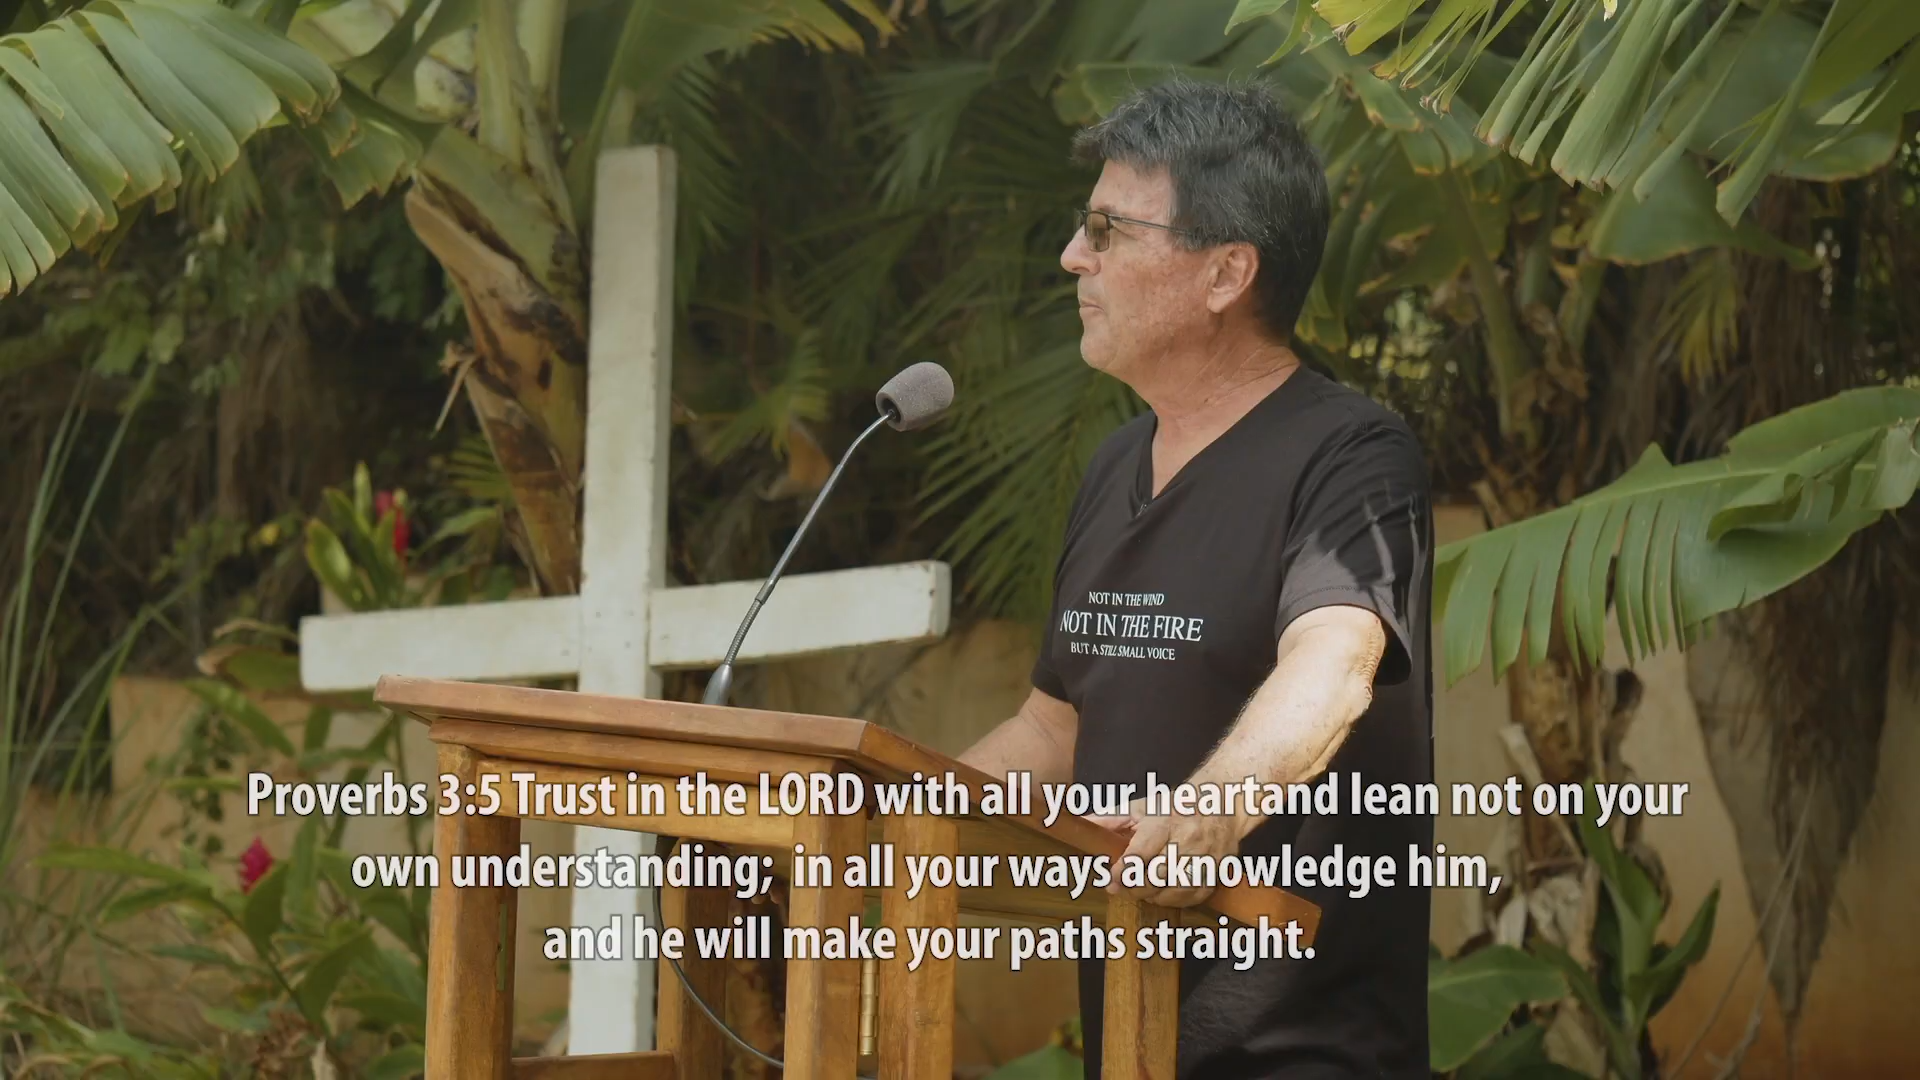 NOT IN THE WIND
NOT IN THE FIRE
BUT A STILL SMALL VOICE
Proverbs 3:5 Trust in the LORD with all your heartand lean not on your
own understanding;  in all your ways acknowledge him,
and he will make your paths straight.